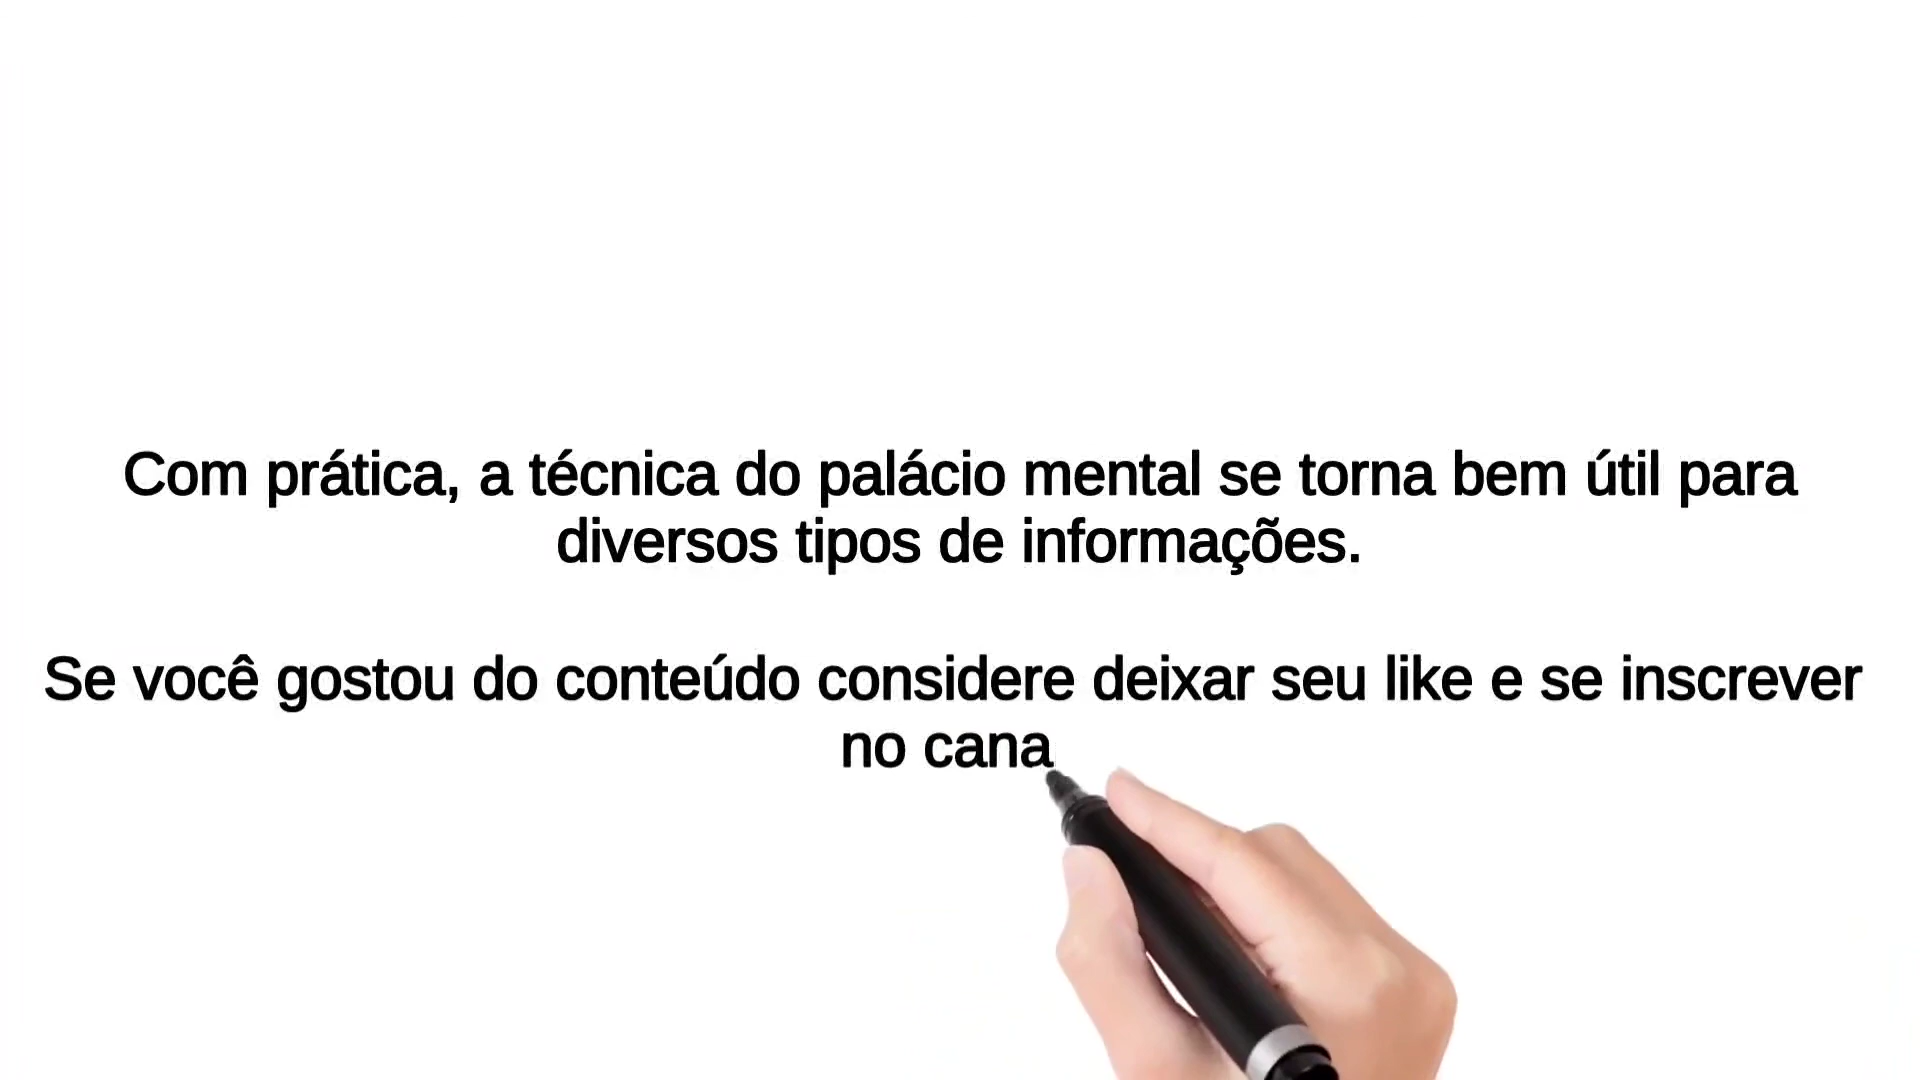 Com prática, a técnica do palácio mental se torna bem útil para
diversos tipos de informações.
Se você gostou do conteúdo considere deixar seu like e se inscrever
no cana